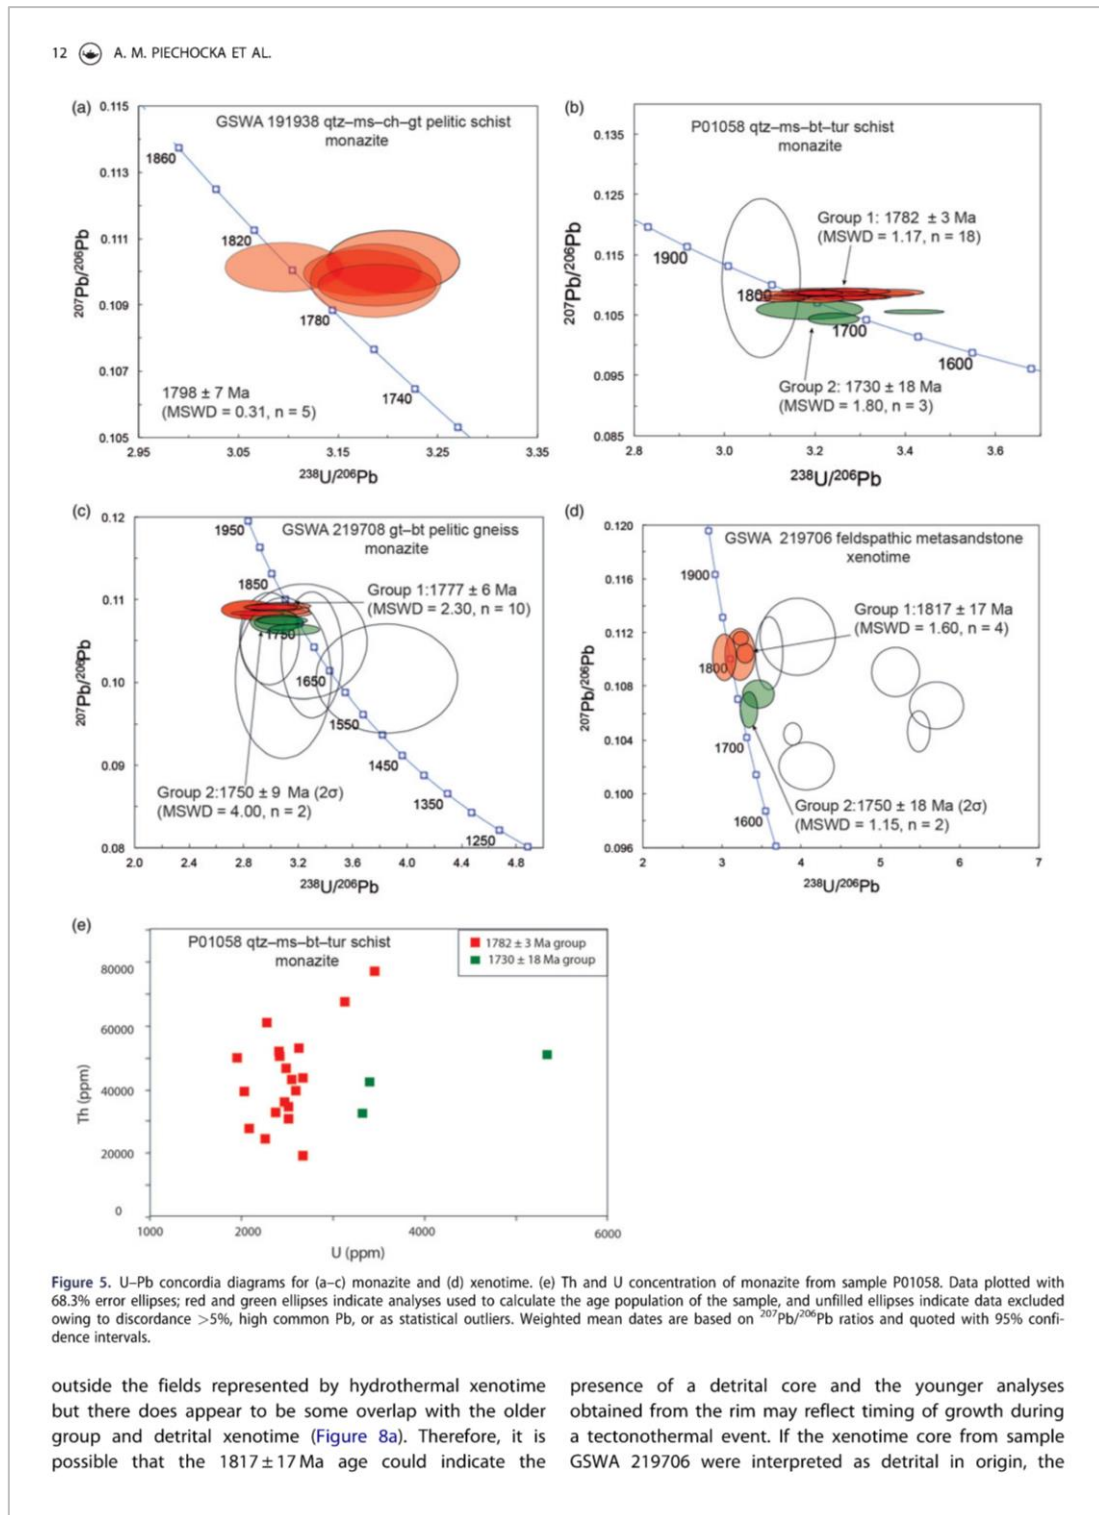 12 A. M. PIECHOCKA ET AL.
(a)
GSWA 191938 qtz–ms–ch–gt pelitic schist
monazite
0.115
0.113
0.111
0.109
0.107
0.105
207Pb/206Pb
1860
1820
1780
1740
1798 ± 7 Ma
(MSWD = 0.31, n = 5)
2.95 3.05 3.15 3.25 3.35
238U/206Pb
(b)
P01058 qtz–ms–bt–tur schist
monazite
0.135
0.125
0.115
0.105
0.095
0.085
207Pb/206Pb
Group 1: 1782 ± 3 Ma
(MSWD = 1.17, n = 18)
1900
1800
1700
1600
Group 2: 1730 ± 18 Ma
(MSWD = 1.80, n = 3)
2.8 3.0 3.2 3.4 3.6
238U/206Pb
(c)
GSWA 219708 gt–bt pelitic gneiss
monazite
0.12
0.11
0.10
0.09
0.08
207Pb/206Pb
1950
1850
1750
1650
1550
1450
1350
1250
Group 1:1777 ± 6 Ma
(MSWD = 2.30, n = 10)
Group 2:1750 ± 9 Ma (2σ)
(MSWD = 4.00, n = 2)
2.0 2.4 2.8 3.2 3.6 4.0 4.4 4.8
238U/206Pb
(d)
GSWA 219706 feldspathic metasandstone
xenotime
0.120
0.116
0.112
0.108
0.104
0.100
0.096
207Pb/206Pb
1900
1800
1700
1600
Group 1:1817 ± 17 Ma
(MSWD = 1.60, n = 4)
Group 2:1750 ± 18 Ma (2σ)
(MSWD = 1.15, n = 2)
2 3 4 5 6 7
238U/206Pb
(e)
P01058 qtz–ms–bt–tur schist
monazite
1782 ± 3 Ma group
1730 ± 18 Ma group
80000
60000
40000
20000
0
Th (ppm)
1000 2000 4000 6000
U (ppm)
Figure 5. U–Pb concordia diagrams for (a–c) monazite and (d) xenotime. (e) Th and U concentration of monazite from sample P01058. Data plotted with
68.3% error ellipses; red and green ellipses indicate analyses used to calculate the age population of the sample, and unfilled ellipses indicate data excluded
owing to discordance >5%, high common Pb, or as statistical outliers. Weighted mean dates are based on 207Pb/206Pb ratios and quoted with 95% confi-
dence intervals.
outside the fields represented by hydrothermal xenotime
but there does appear to be some overlap with the older
group and detrital xenotime (Figure 8a). Therefore, it is
possible that the 1817 ± 17 Ma age could indicate the
presence of a detrital core and the younger analyses
obtained from the rim may reflect timing of growth during
a tectonothermal event. If the xenotime core from sample
GSWA 219706 were interpreted as detrital in origin, the